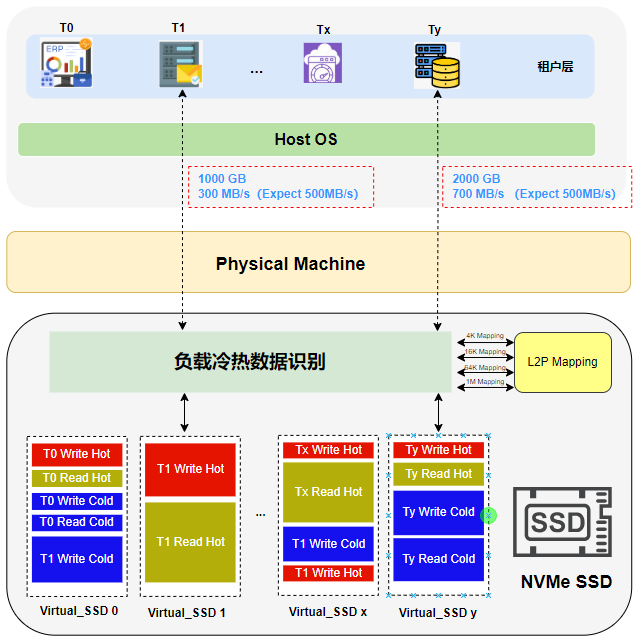 T0
T1
Tx
Ty
ERP
...
租户层
Host OS
1000 GB
300 MB/s（Expect 500MB/s）
2000 GB
700 MB/s （Expect 500MB/s）
Physical Machine
负载冷热数据识别
4K Mapping
16K Mapping
64K Mapping
1M Mapping
L2P Mapping
T0 Write Hot
T0 Read Hot
T0 Write Cold
T0 Read Cold
T1 Write Cold
Virtual_SSD 0
T1 Write Hot
T1 Read Hot
Virtual_SSD 1
...
Tx Write Hot
Tx Read Hot
T1 Write Cold
T1 Write Hot
Virtual_SSD x
Ty Write Hot
Ty Read Hot
Ty Write Cold
Ty Read Cold
Virtual_SSD y
SSD
NVMe SSD